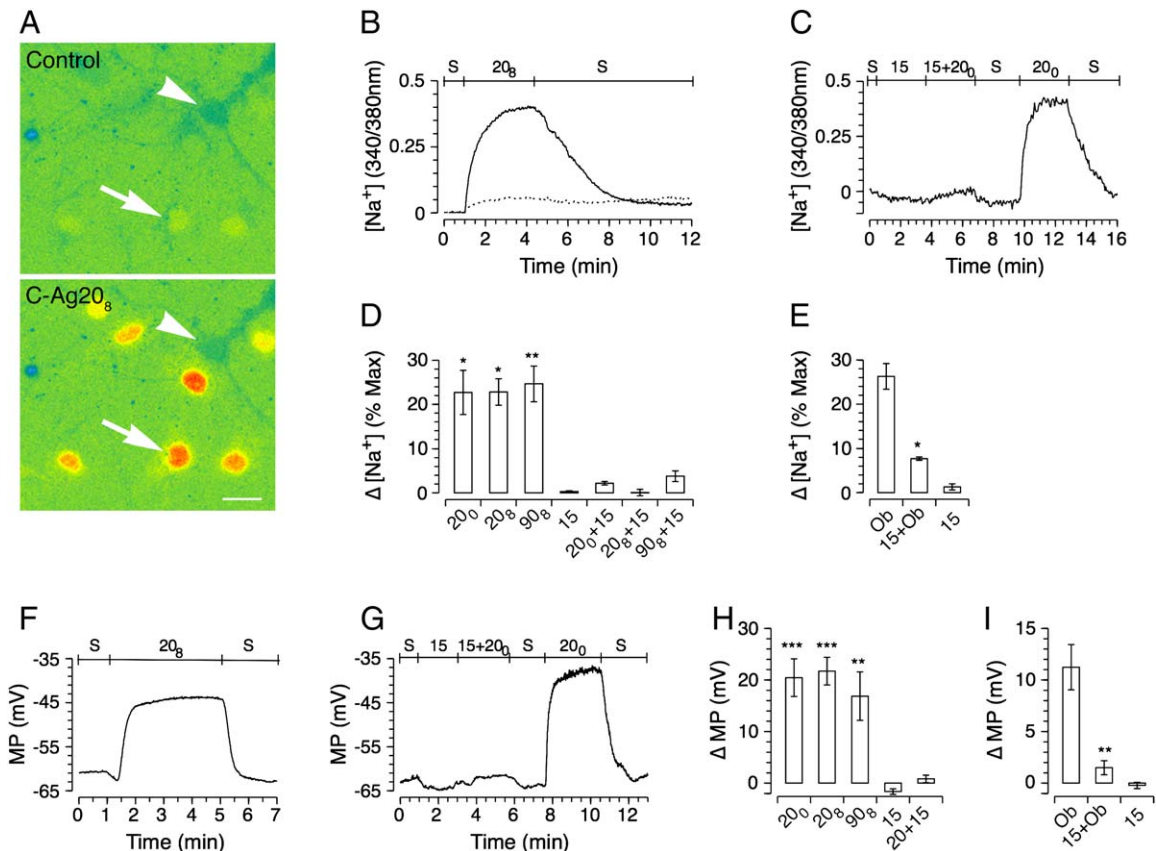 A
Control
C-Ag20₈
B
S 20₈ S
[Na⁺] (340/380nm)
0.5
0.25
0
0 2 4 6 8 10 12
Time (min)
C
S 15 15+20₀ S 20₀ S
[Na⁺] (340/380nm)
0.5
0.25
0
0 2 4 6 8 10 12 14 16
Time (min)
D
Δ [Na⁺] (% Max)
30
20
10
0
* * **
20₀ 20₈ 90₈ 15 20₀+15 20₈+15 90₈+15
E
Δ [Na⁺] (% Max)
30
20
10
0
*
Ob 15+Ob 15
F
S 20₈ S
MP (mV)
-35
-45
-55
-65
0 1 2 3 4 5 6 7
Time (min)
G
S 15 15+20₀ S 20₀ S
MP (mV)
-35
-45
-55
-65
0 2 4 6 8 10 12
Time (min)
H
Δ MP (mV)
30
20
10
0
*** *** **
20₀ 20₈ 90₈ 15 20+15
I
Δ MP (mV)
15
10
5
0
**
Ob 15+Ob 15